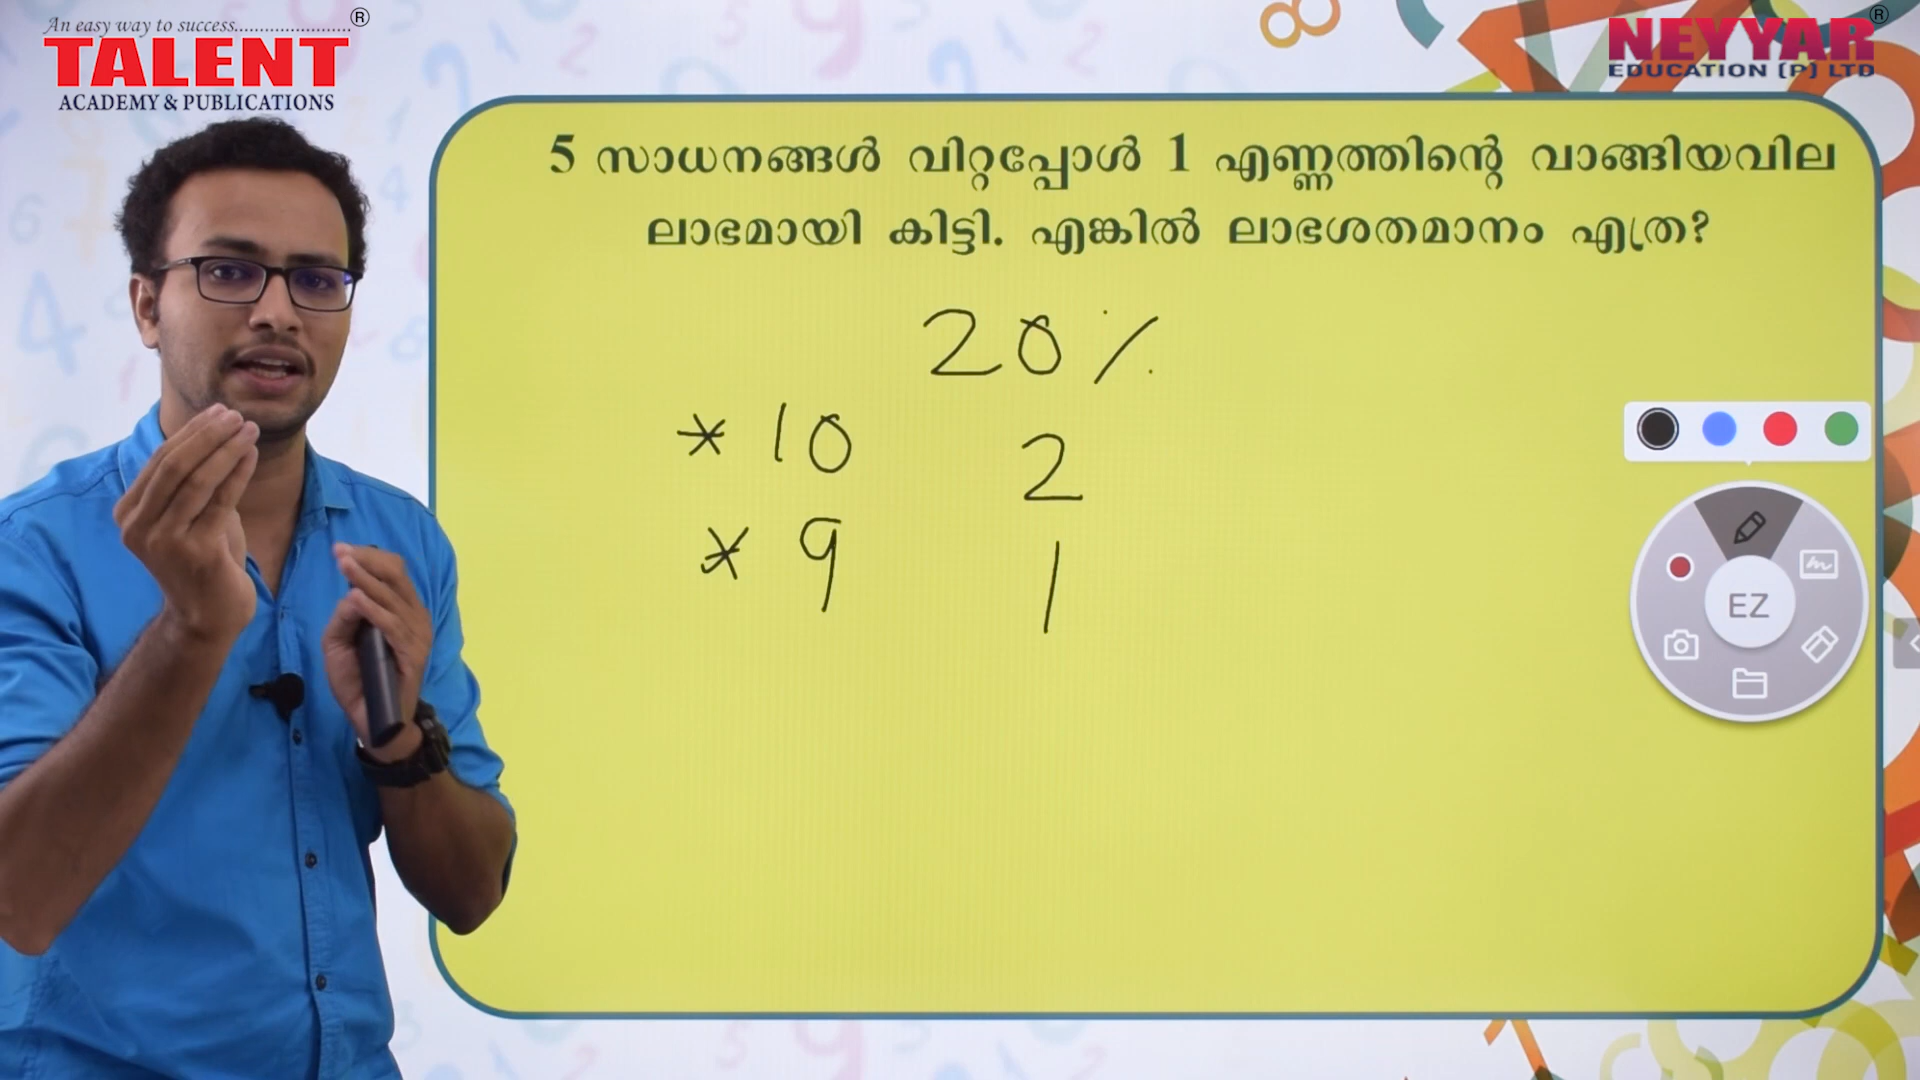 An easy way to success......................®
TALENT
ACADEMY & PUBLICATIONS
NEYYAR®
EDUCATION (P) LTD
5 സാധനങ്ങൾ വിറ്റപ്പോൾ 1 എണ്ണത്തിന്റെ വാങ്ങിയവില
ലാഭമായി കിട്ടി. എങ്കിൽ ലാഭശതമാനം എത്ര?
20%
* 10 2
* 9 1
EZ